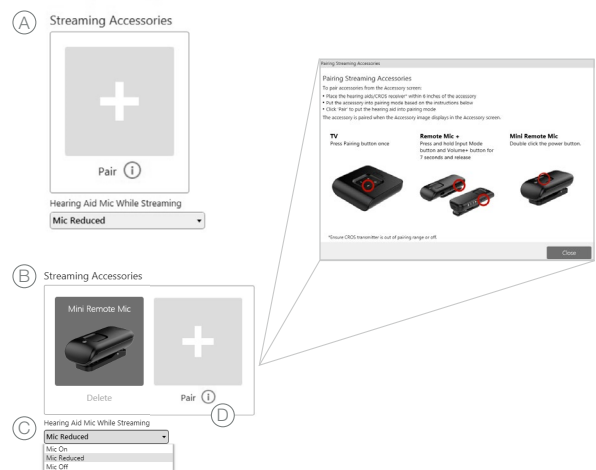 A
Streaming Accessories
Pair i
Hearing Aid Mic While Streaming
Mic Reduced
Pairing Streaming Accessories
Pairing Streaming Accessories
To pair accessories from the Accessory screen:
• Place the hearing aids/CROS receiver* within 6 inches of the accessory
• Put the accessory into pairing mode based on the instructions below
• Click 'Pair' to put the hearing aid into pairing mode
The accessory is paired when the Accessory image displays in the Accessory screen.
TV
Press Pairing button once
Remote Mic +
Press and hold Input Mode
button and Volume+ button for
7 seconds and release
Mini Remote Mic
Double click the power button.
*Ensure CROS transmitter is out of pairing range or off.
Close
B
Streaming Accessories
Mini Remote Mic
Delete
Pair i
D
C
Hearing Aid Mic While Streaming
Mic Reduced
Mic On
Mic Reduced
Mic Off